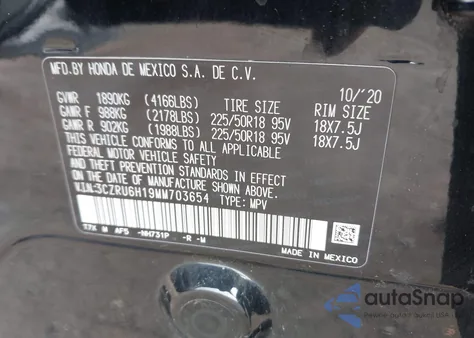 MFD.BY HONDA DE MEXICO S.A. DE C.V.
10/'20
GVWR 1890KG (4166LBS) TIRE SIZE RIM SIZE
GAWR F 988KG (2178LBS) 225/50R18 95V 18X7.5J
GAWR R 902KG (1988LBS) 225/50R18 95V 18X7.5J
THIS VEHICLE CONFORMS TO ALL APPLICABLE
FEDERAL MOTOR VEHICLE SAFETY
AND THEFT PREVENTION STANDARDS IN EFFECT ON
THE DATE OF MANUFACTURE SHOWN ABOVE.
V.I.N.:3CZRU6H19MM703654 TYPE: MPV
M AF5 -NH731P -R -M
MADE IN MEXICO
autoSnap